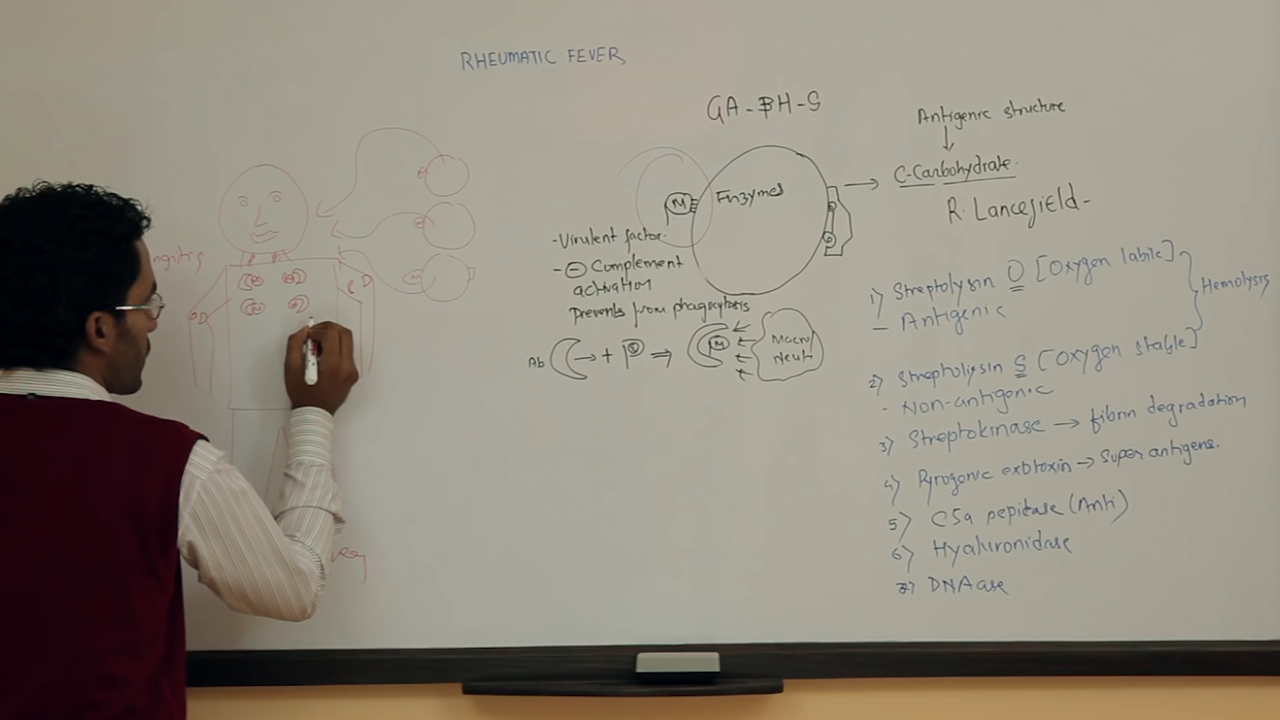 RHEUMATIC FEVER
GA-BH-S
Antigenic structure
C-Carbohydrate.
R. Lancefield-
M
Enzymes
-Virulent factor.
- Complement
activation
Prevents from phagocytosis
Ab + ⇒ M
Macro/
Neut
1) Streptolysin O [Oxygen labile]
- Antigenic
Hemolysis
2) Streptolysin S [Oxygen stable]
- Non-antigenic
3) Streptokinase → fibrin degradation
4) Pyrogenic exotoxin → Super antigens.
5) C5a pepitase (Anti)
6) Hyaluronidase
7) DNAase